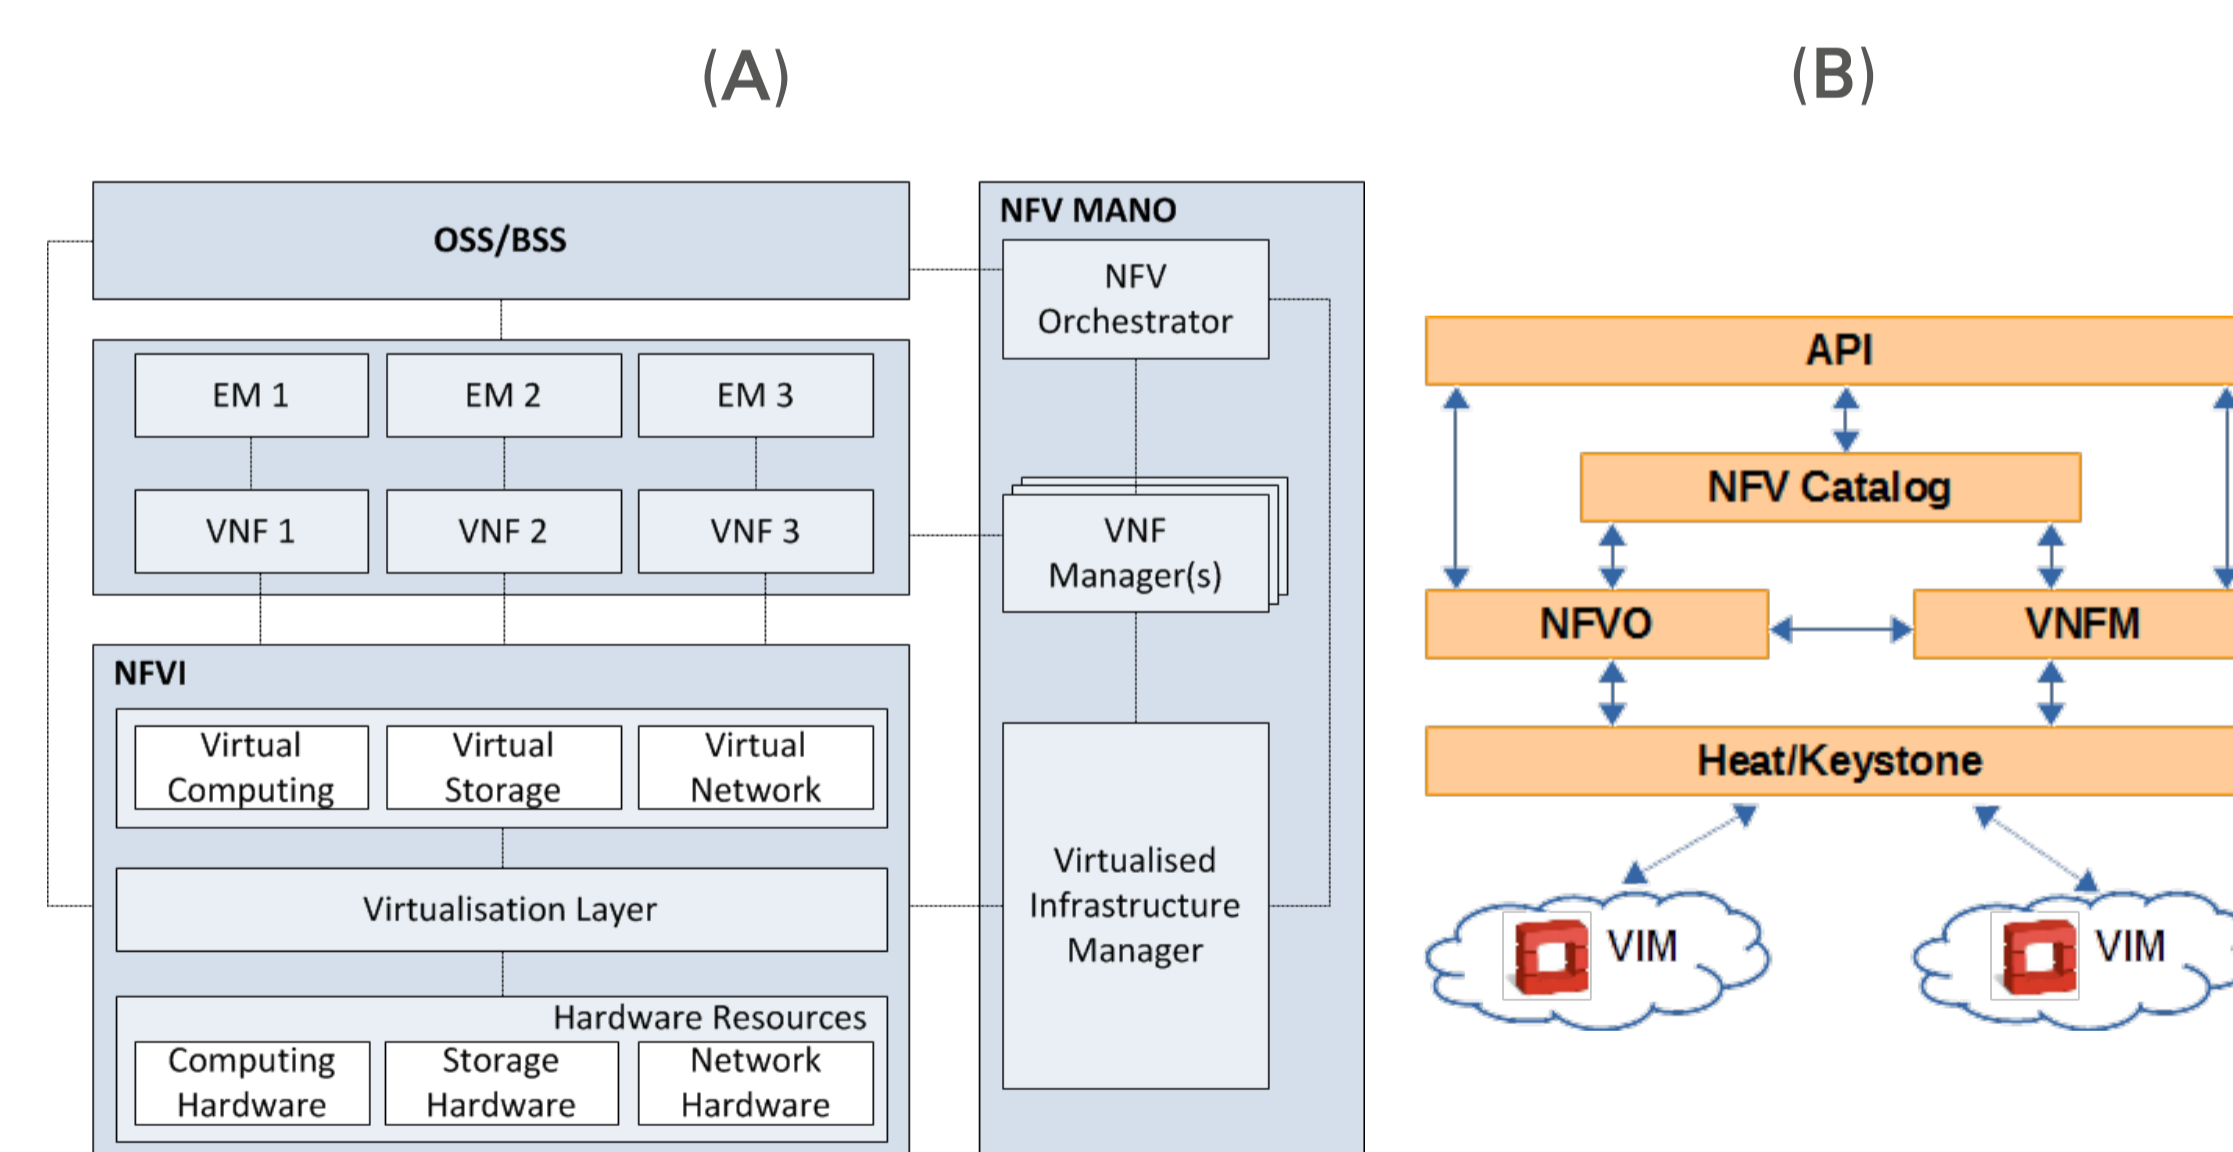 (A)
OSS/BSS
EM 1
EM 2
EM 3
VNF 1
VNF 2
VNF 3
NFVI
Virtual
Computing
Virtual
Storage
Virtual
Network
Virtualisation Layer
Hardware Resources
Computing
Hardware
Storage
Hardware
Network
Hardware
NFV MANO
NFV
Orchestrator
VNF
Manager(s)
Virtualised
Infrastructure
Manager
(B)
API
NFV Catalog
NFVO
VNFM
Heat/Keystone
VIM
VIM